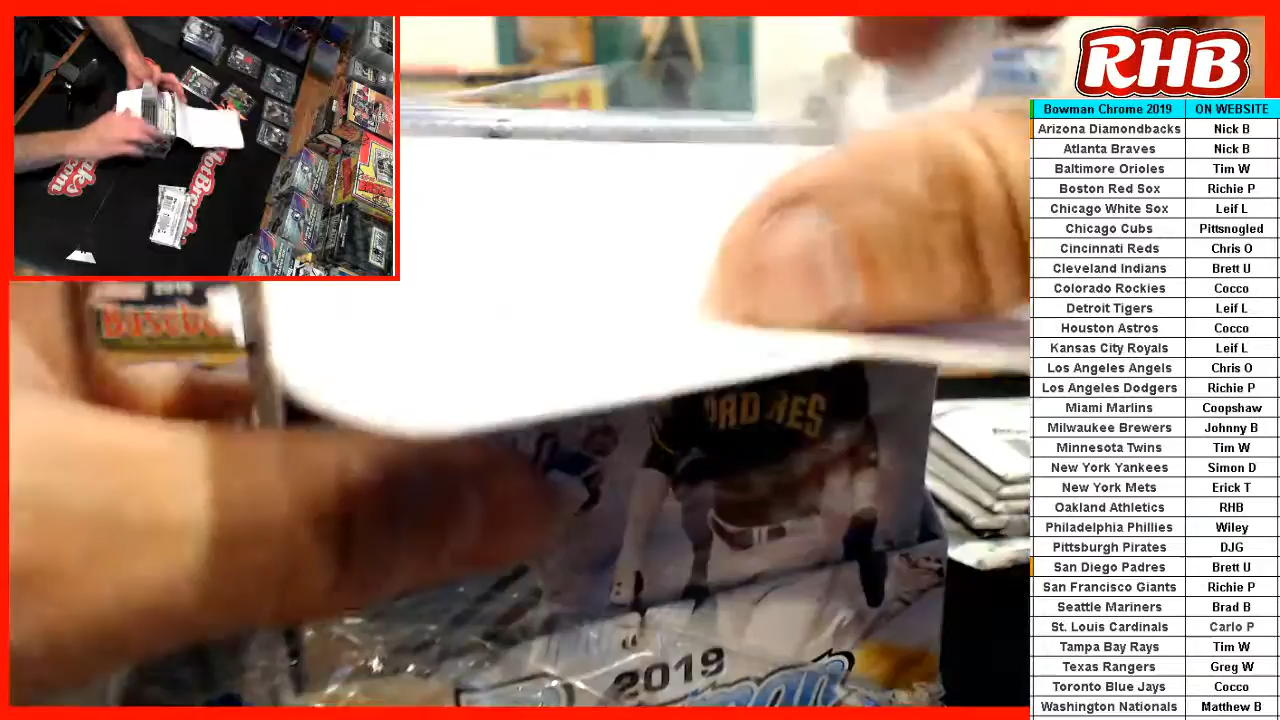 RHB
Bowman Chrome 2019 ON WEBSITE
Arizona Diamondbacks Nick B
Atlanta Braves Nick B
Baltimore Orioles Tim W
Boston Red Sox Richie P
Chicago White Sox Leif L
Chicago Cubs Pittsnogled
Cincinnati Reds Chris O
Cleveland Indians Brett U
Colorado Rockies Cocco
Detroit Tigers Leif L
Houston Astros Cocco
Kansas City Royals Leif L
Los Angeles Angels Chris O
Los Angeles Dodgers Richie P
Miami Marlins Coopshaw
Milwaukee Brewers Johnny B
Minnesota Twins Tim W
New York Yankees Simon D
New York Mets Erick T
Oakland Athletics RHB
Philadelphia Phillies Wiley
Pittsburgh Pirates DJG
San Diego Padres Brett U
San Francisco Giants Richie P
Seattle Mariners Brad B
St. Louis Cardinals Carlo P
Tampa Bay Rays Tim W
Texas Rangers Greg W
Toronto Blue Jays Cocco
Washington Nationals Matthew B
PADRES
2019